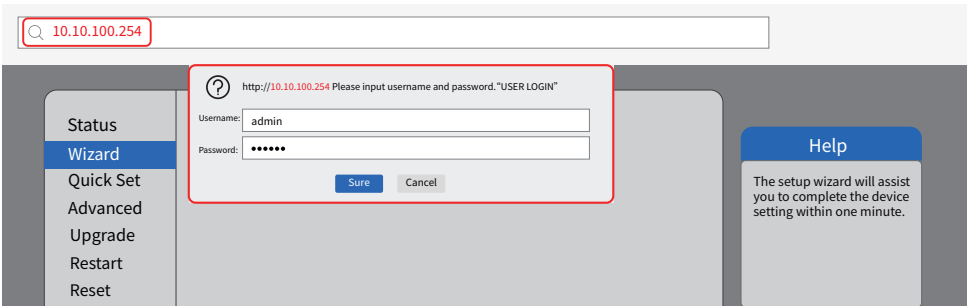 10.10.100.254
http://10.10.100.254 Please input username and password."USER LOGIN"
Username: admin
Password: ••••••
Sure Cancel
Status
Wizard
Quick Set
Advanced
Upgrade
Restart
Reset
Help
The setup wizard will assist
you to complete the device
setting within one minute.